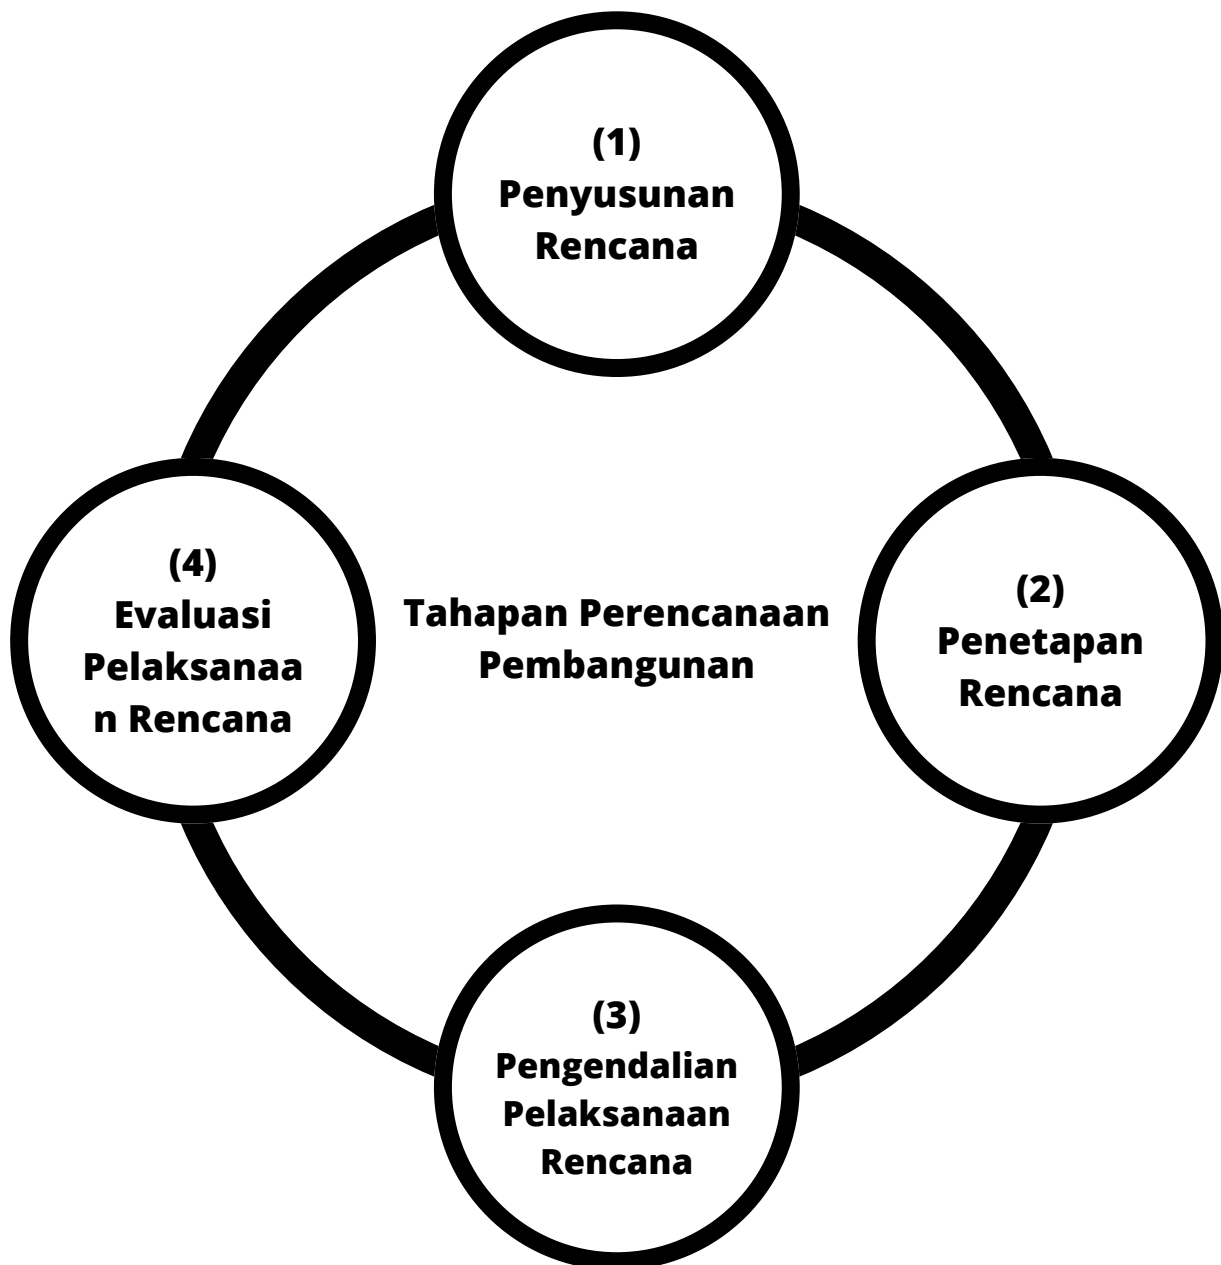 (1)
Penyusunan
Rencana
(4)
Evaluasi
Pelaksanaa
n Rencana
Tahapan Perencanaan
Pembangunan
(2)
Penetapan
Rencana
(3)
Pengendalian
Pelaksanaan
Rencana